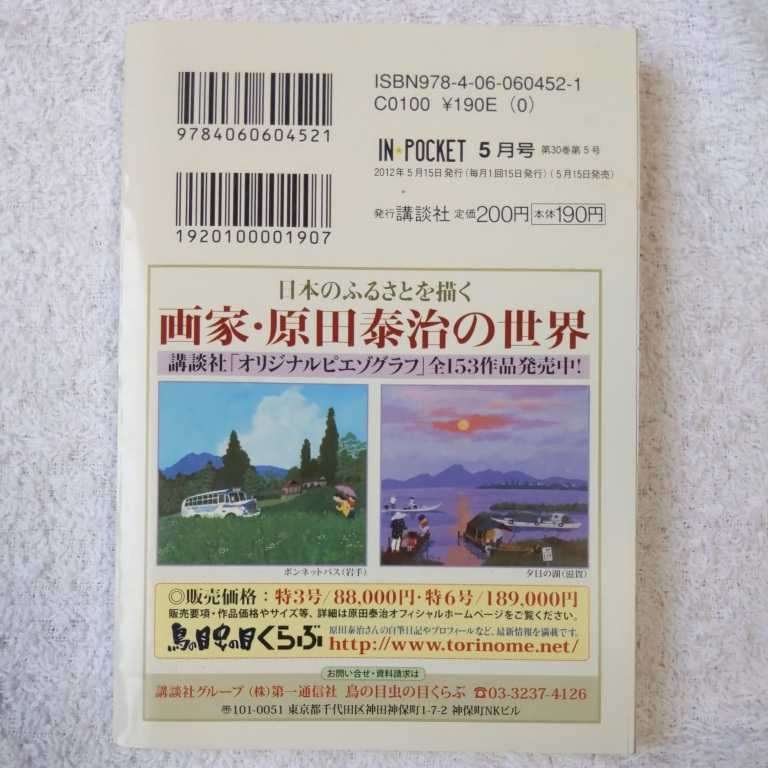 ISBN978-4-06-060452-1
C0100 ¥190E (0)
9784060604521
IN★POCKET 5月号 第30巻第5号
2012年5月15日発行(毎月1回15日発行)(5月15日発売)
発行 講談社 定価200円 本体190円
1920100001907
日本のふるさとを描く
画家・原田泰治の世界
講談社「オリジナルピエゾグラフ」全153作品発売中!
ボンネットバス(岩手)
夕日の湖(滋賀)
◎販売価格:特3号/88,000円・特6号/189,000円
販売要項・作品価格やサイズ等、詳細は原田泰治オフィシャルホームページをご覧ください。
鳥の目虫の目くらぶ
原田泰治さんの自筆日記やプロフィールなど、最新情報を満載です。
http://www.torinome.net/
お問い合せ・資料請求は
講談社グループ(株)第一通信社 鳥の目虫の目くらぶ ☎03-3237-4126
〠101-0051 東京都千代田区神田神保町1-7-2 神保町NKビル